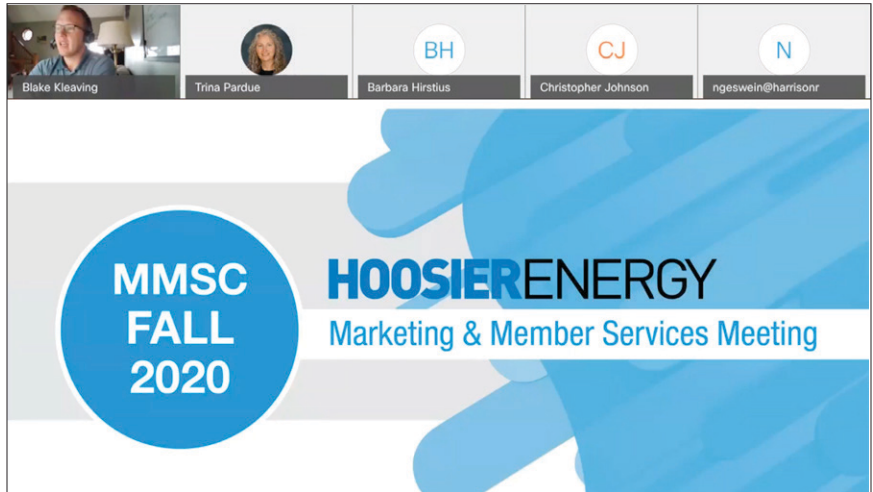 BH
CJ
N
Blake Kleaving
Trina Pardue
Barbara Hirstius
Christopher Johnson
ngeswein@harrisonr
MMSC
FALL
2020
HOOSIERENERGY
Marketing & Member Services Meeting